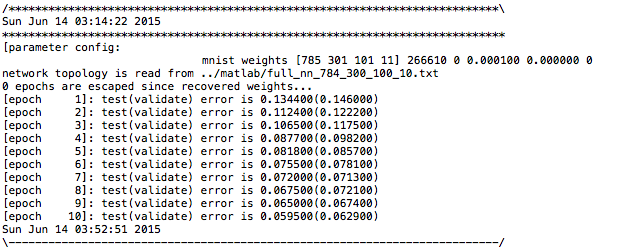 /***************************************************************************\
Sun Jun 14 03:14:22 2015
*****************************************************************************
[parameter config:
mnist weights [785 301 101 11] 266610 0 0.000100 0.000000 0
network topology is read from ../matlab/full_nn_784_300_100_10.txt
0 epochs are escaped since recovered weights...
[epoch     1]: test(validate) error is 0.134400(0.146000)
[epoch     2]: test(validate) error is 0.112400(0.122200)
[epoch     3]: test(validate) error is 0.106500(0.117500)
[epoch     4]: test(validate) error is 0.087700(0.098200)
[epoch     5]: test(validate) error is 0.081800(0.085700)
[epoch     6]: test(validate) error is 0.075500(0.078100)
[epoch     7]: test(validate) error is 0.072000(0.071300)
[epoch     8]: test(validate) error is 0.067500(0.072100)
[epoch     9]: test(validate) error is 0.065000(0.067400)
[epoch    10]: test(validate) error is 0.059500(0.062900)
Sun Jun 14 03:52:51 2015
\---------------------------------------------------------------------------/